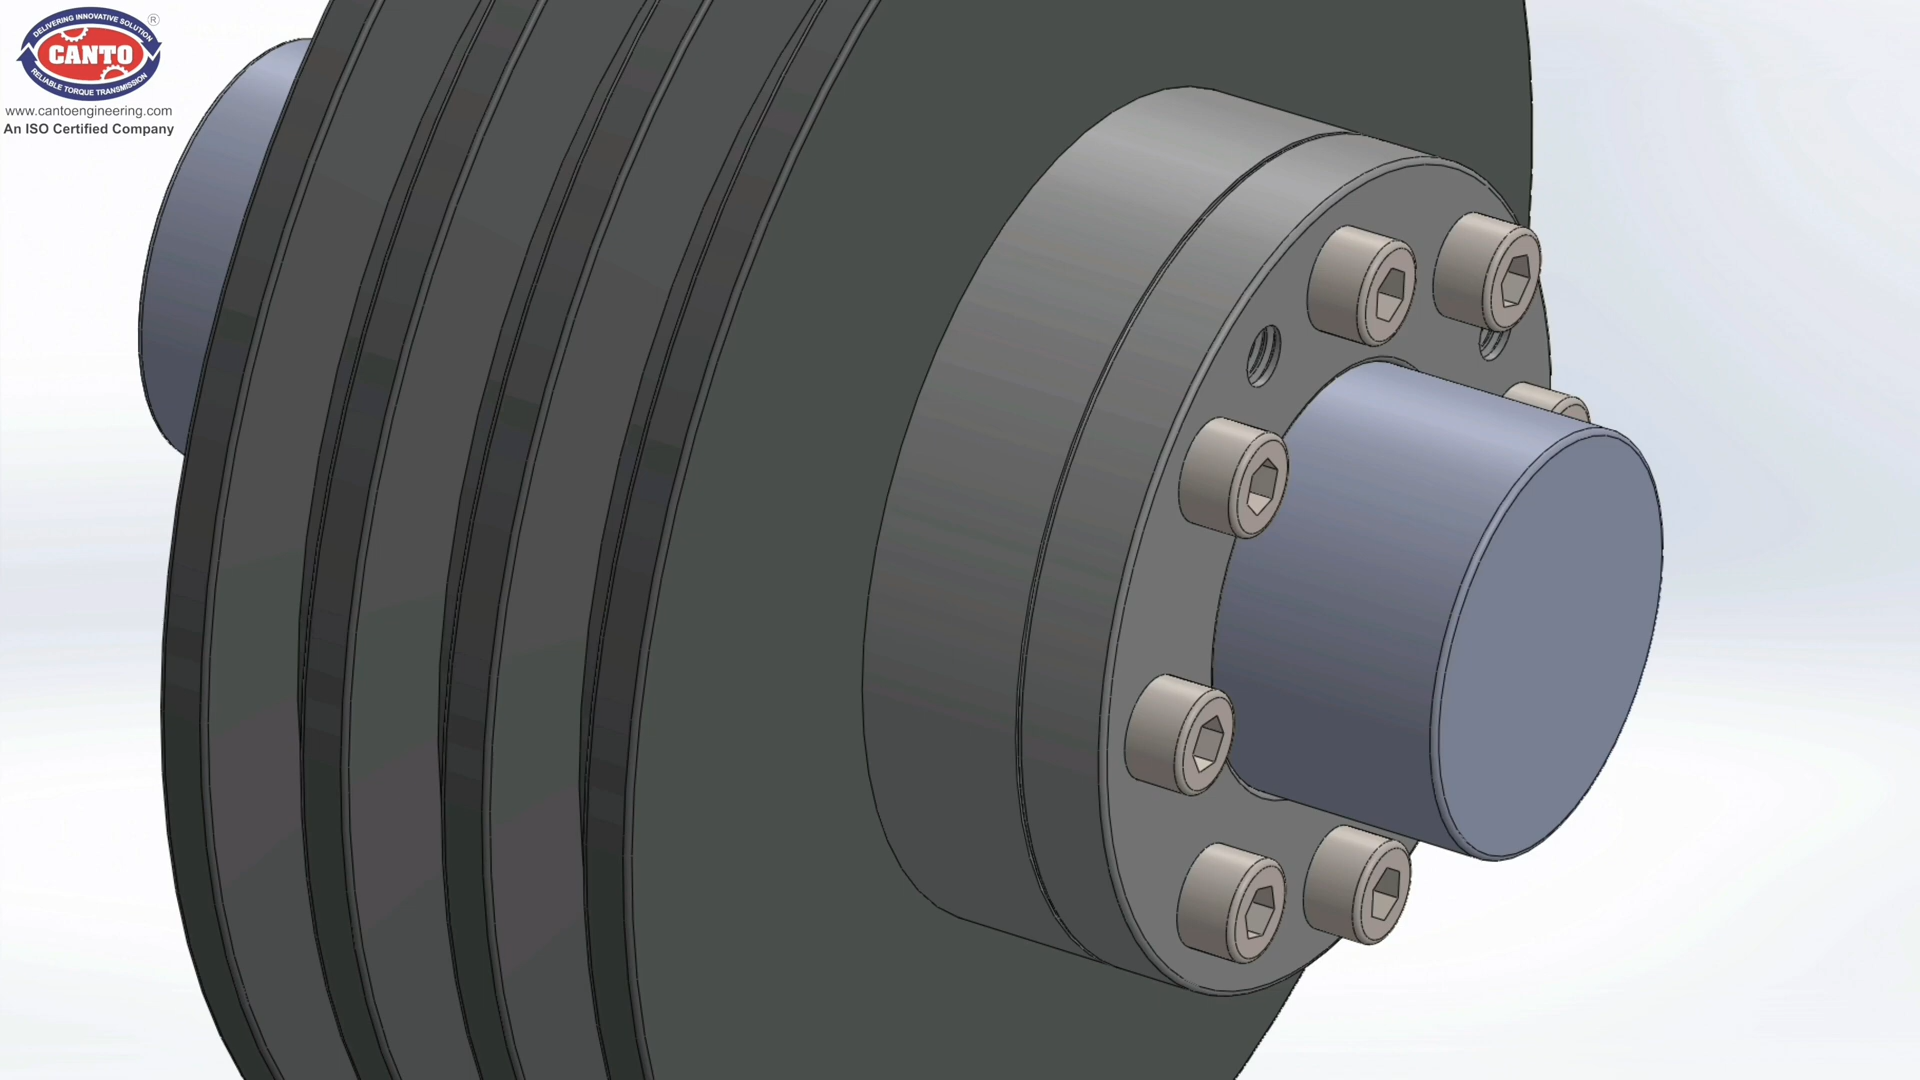 DELIVERING INNOVATIVE SOLUTION
®
CANTO
RELIABLE TORQUE TRANSMISSION
www.cantoengineering.com
An ISO Certified Company